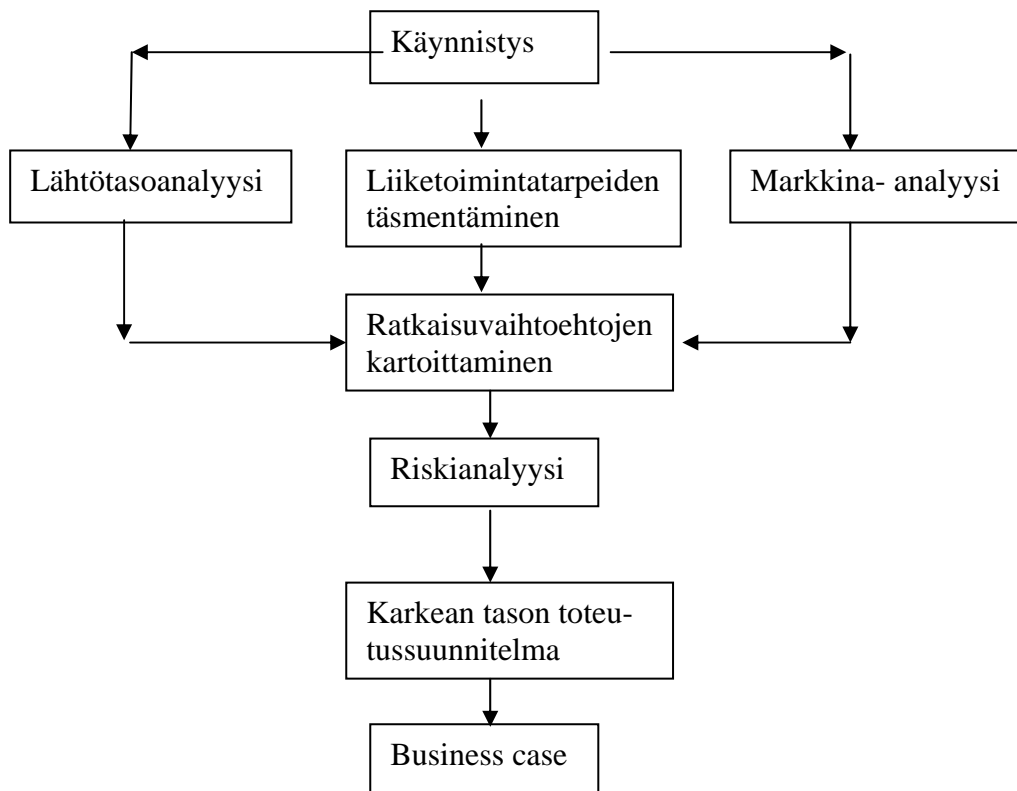 Käynnistys
Lähtötasoanalyysi
Liiketoimintatarpeiden
täsmentäminen
Markkina- analyysi
Ratkaisuvaihtoehtojen
kartoittaminen
Riskianalyysi
Karkean tason toteu-
tussuunnitelma
Business case